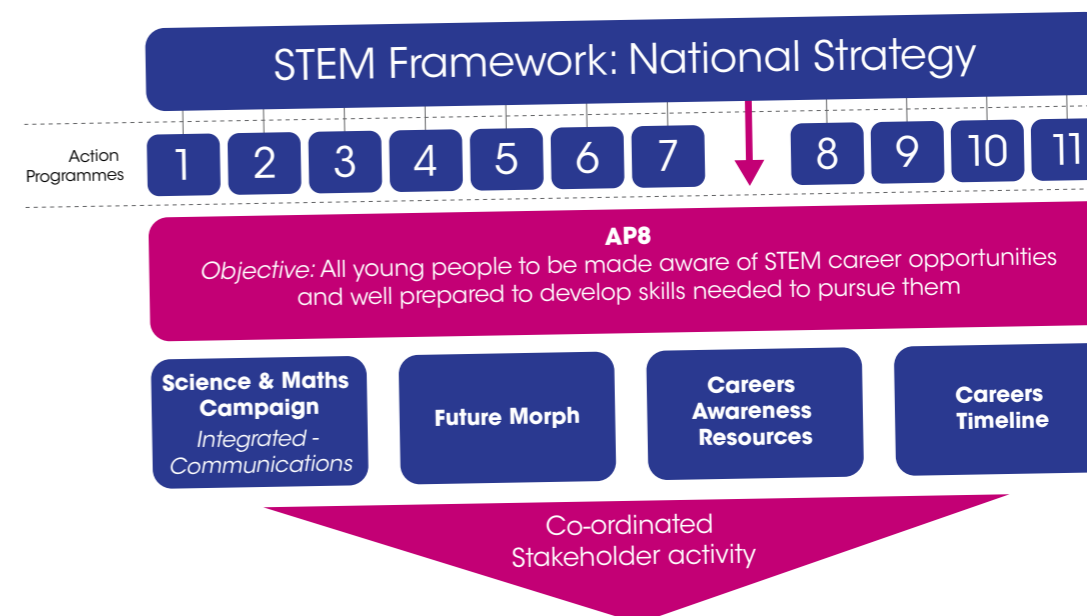 STEM Framework: National Strategy
Action
Programmes
1 2 3 4 5 6 7 8 9 10 11
AP8
Objective: All young people to be made aware of STEM career opportunities
and well prepared to develop skills needed to pursue them
Science & Maths
Campaign
Integrated -
Communications
Future Morph
Careers
Awareness
Resources
Careers
Timeline
Co-ordinated
Stakeholder activity